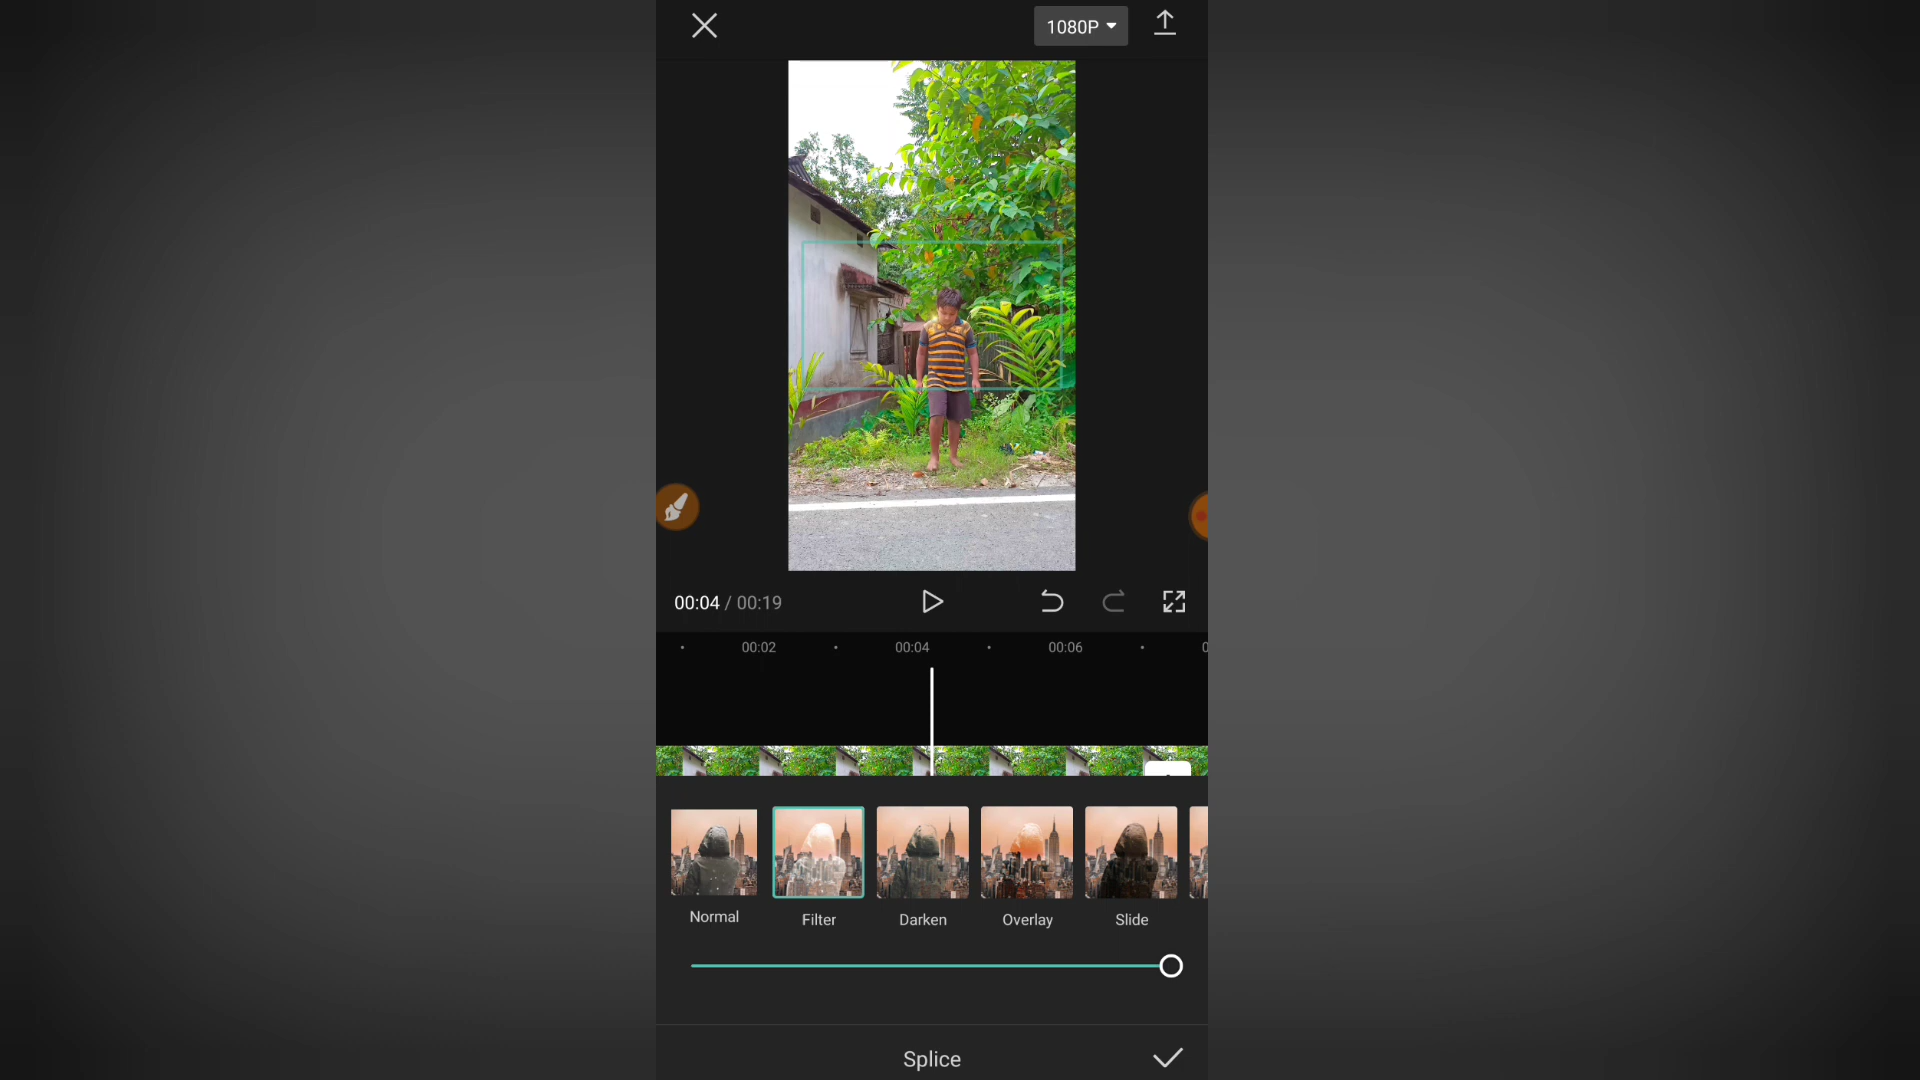 1080P
00:04 / 00:19
00:02 00:04 00:06
Normal Filter Darken Overlay Slide
Splice